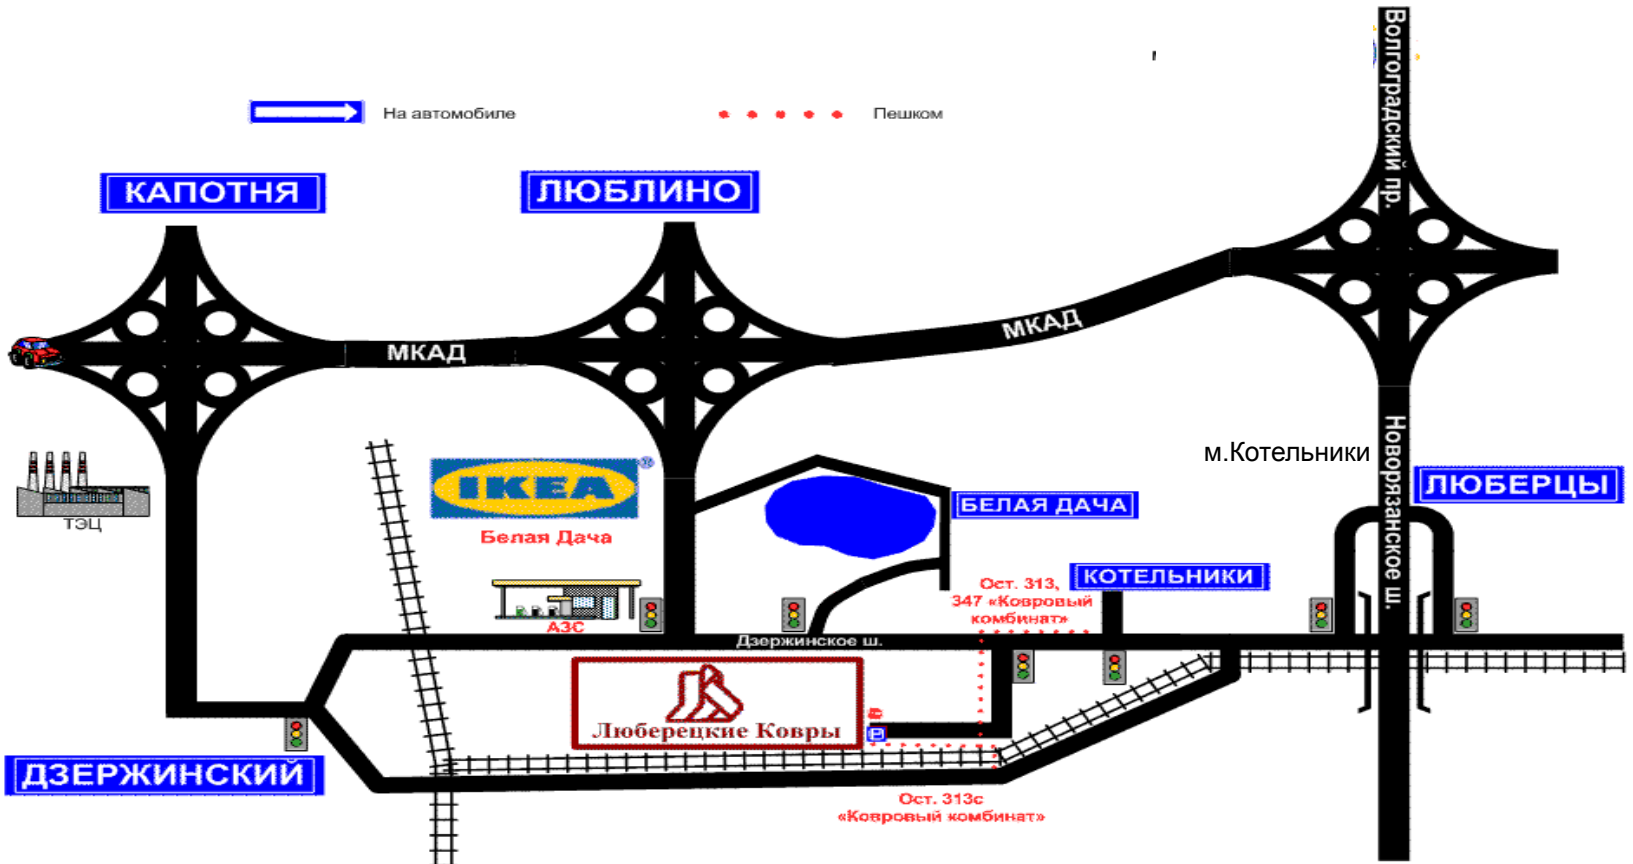 Волгоградский пр.
На автомобиле
Пешком
КАПОТНЯ
ЛЮБЛИНО
МКАД
МКАД
м.Котельники
Новорязанское ш.
ЛЮБЕРЦЫ
IKEA
®
Белая Дача
ТЭЦ
БЕЛАЯ ДАЧА
КОТЕЛЬНИКИ
Ост. 313,
347 «Ковровый
комбинат»
АЗС
Дзержинское ш.
Люберецкие Ковры
P
ДЗЕРЖИНСКИЙ
Ост. 313с
«Ковровый комбинат»